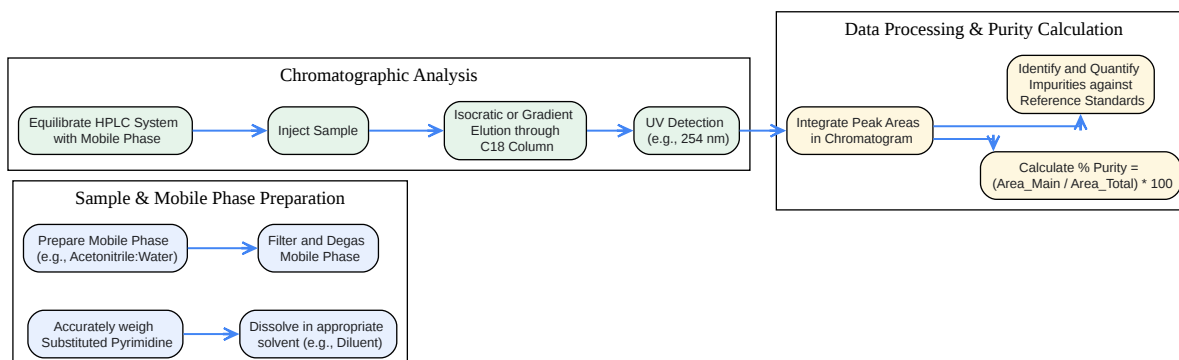 Data Processing & Purity Calculation
Identify and Quantify
Impurities against
Reference Standards
Integrate Peak Areas
in Chromatogram
Calculate % Purity =
(Area_Main / Area_Total) * 100
Chromatographic Analysis
Equilibrate HPLC System
with Mobile Phase
Inject Sample
Isocratic or Gradient
Elution through
C18 Column
UV Detection
(e.g., 254 nm)
Sample & Mobile Phase Preparation
Prepare Mobile Phase
(e.g., Acetonitrile:Water)
Filter and Degas
Mobile Phase
Accurately weigh
Substituted Pyrimidine
Dissolve in appropriate
solvent (e.g., Diluent)